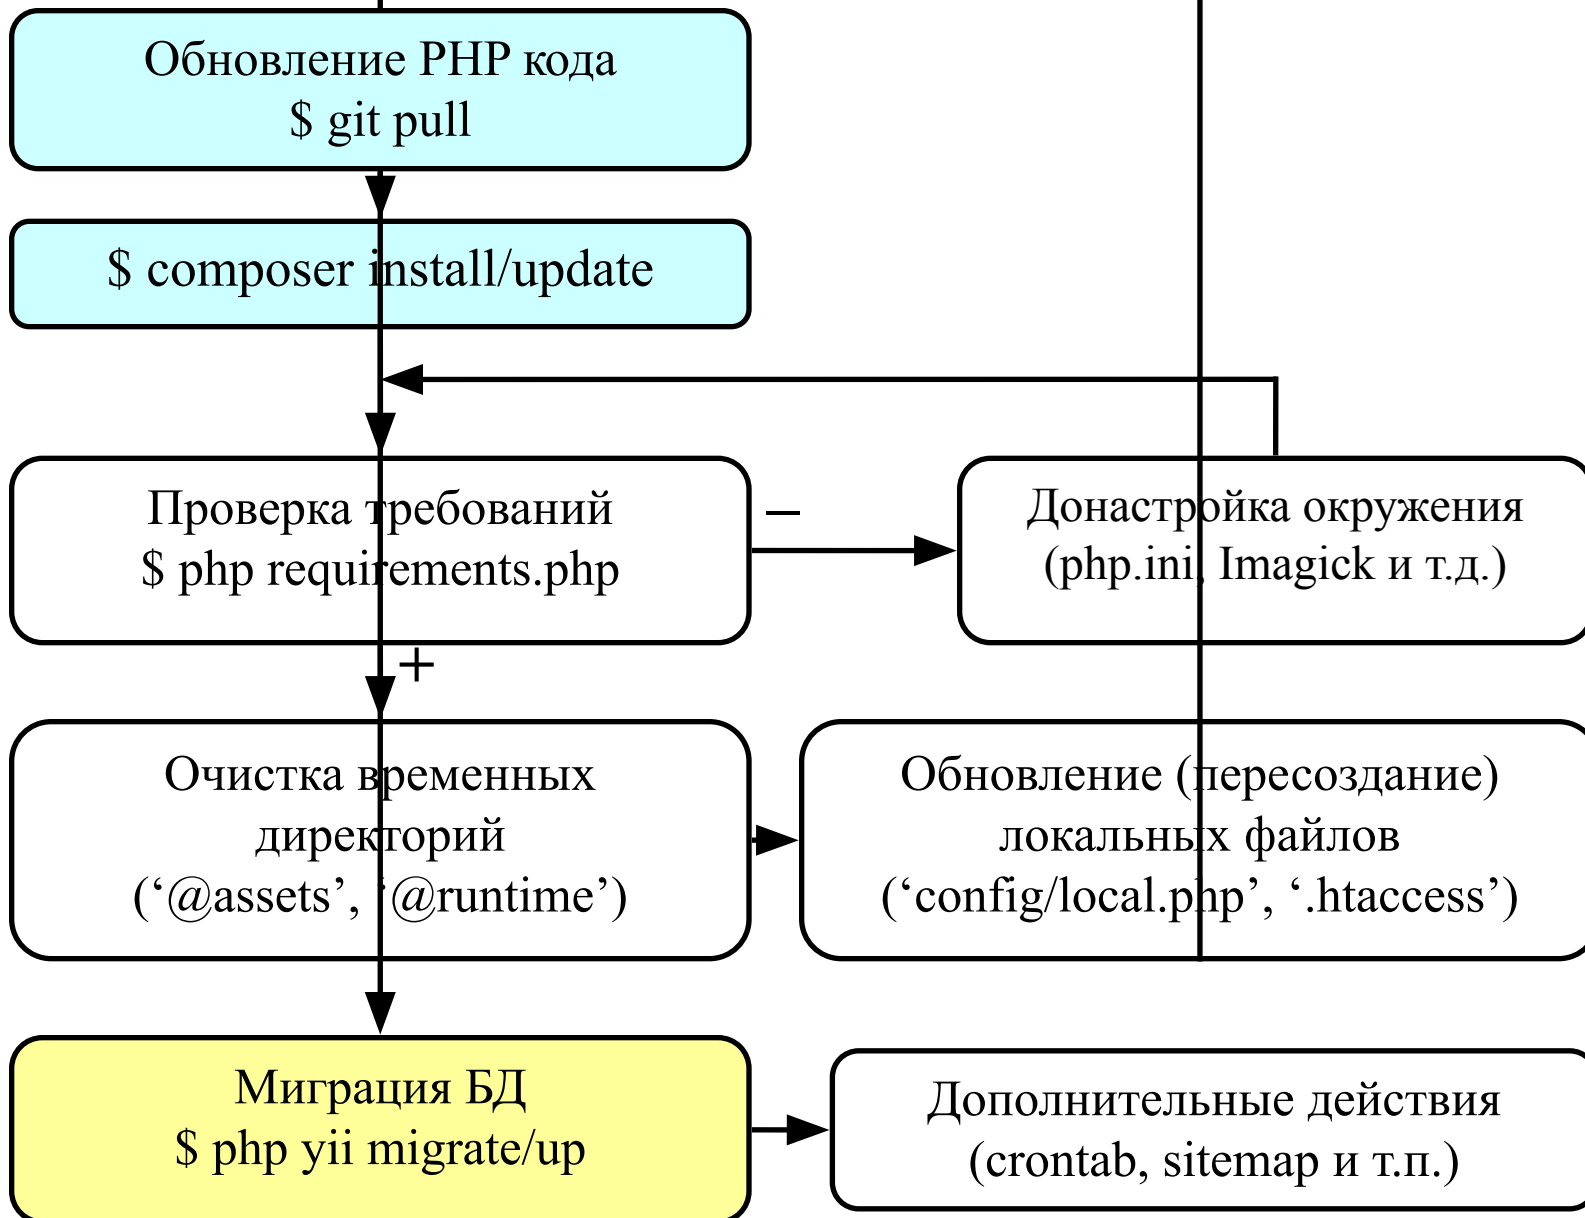 Обновление PHP кода
$ git pull
$ composer install/update
Проверка требований
$ php requirements.php
–
Донастройка окружения
(php.ini, Imagick и т.д.)
+
Очистка временных
директорий
(‘@assets’, ‘@runtime’)
Обновление (пересоздание)
локальных файлов
(‘config/local.php’, ‘.htaccess’)
Миграция БД
$ php yii migrate/up
Дополнительные действия
(crontab, sitemap и т.п.)